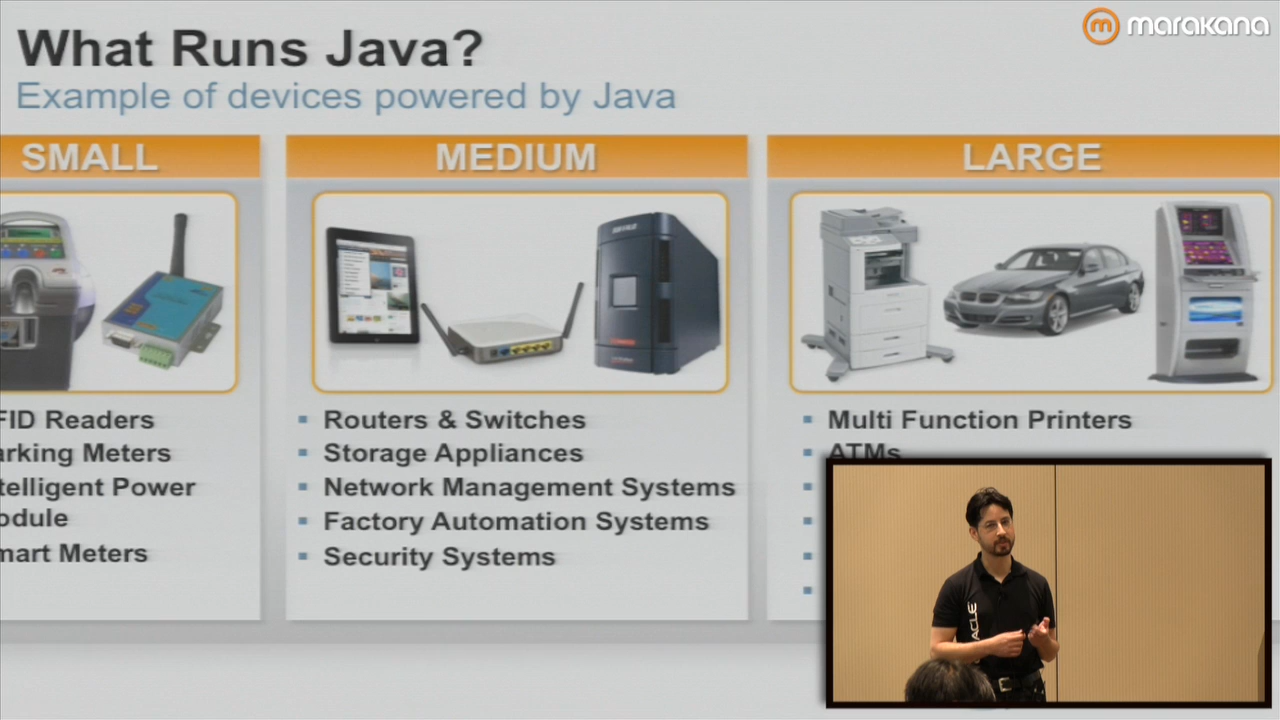 marakana
What Runs Java?
Example of devices powered by Java
SMALL
FID Readers
arking Meters
telligent Power
odule
mart Meters
MEDIUM
BUFFALO
Routers & Switches
Storage Appliances
Network Management Systems
Factory Automation Systems
Security Systems
LARGE
Multi Function Printers
ATMs
ACLE